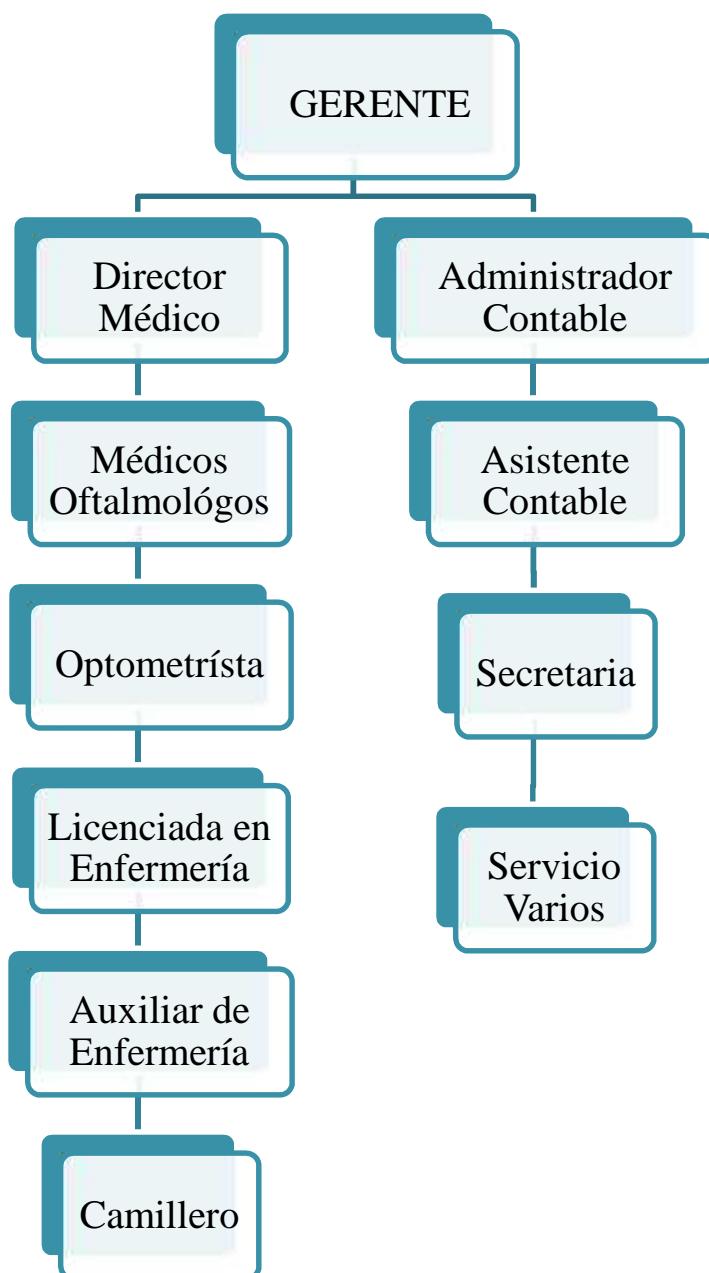 GERENTE
Director
Médico
Médicos
Oftalmológos
Optometrísta
Licenciada en
Enfermería
Auxiliar de
Enfermería
Camillero
Administrador
Contable
Asistente
Contable
Secretaria
Servicio
Varios